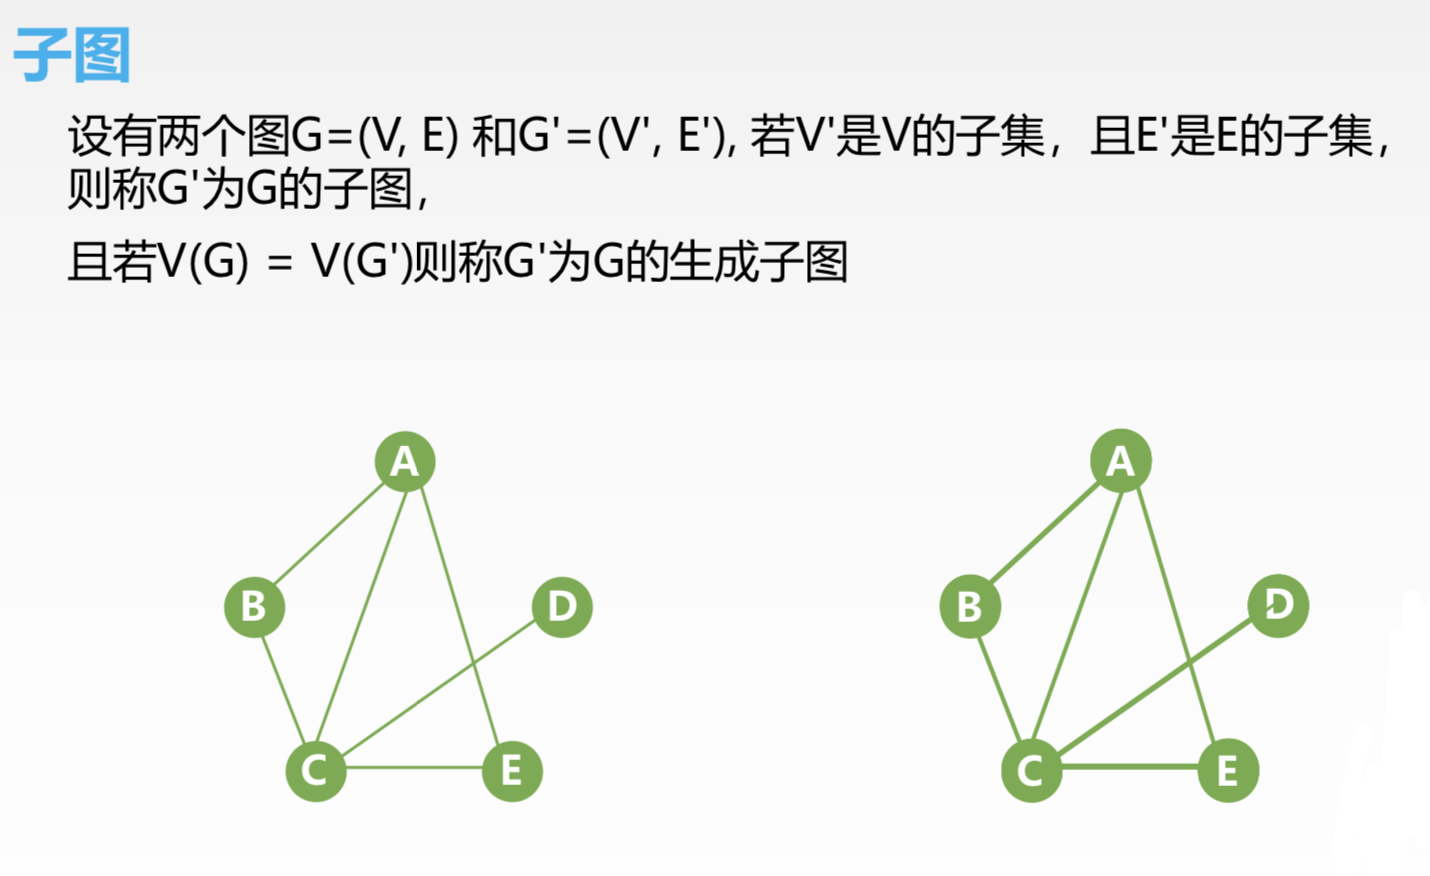 子图
设有两个图G=(V, E) 和G'=(V', E'), 若V'是V的子集，且E'是E的子集，
则称G'为G的子图，
且若V(G) = V(G')则称G'为G的生成子图
A
B
D
C
E
A
B
D
C
E